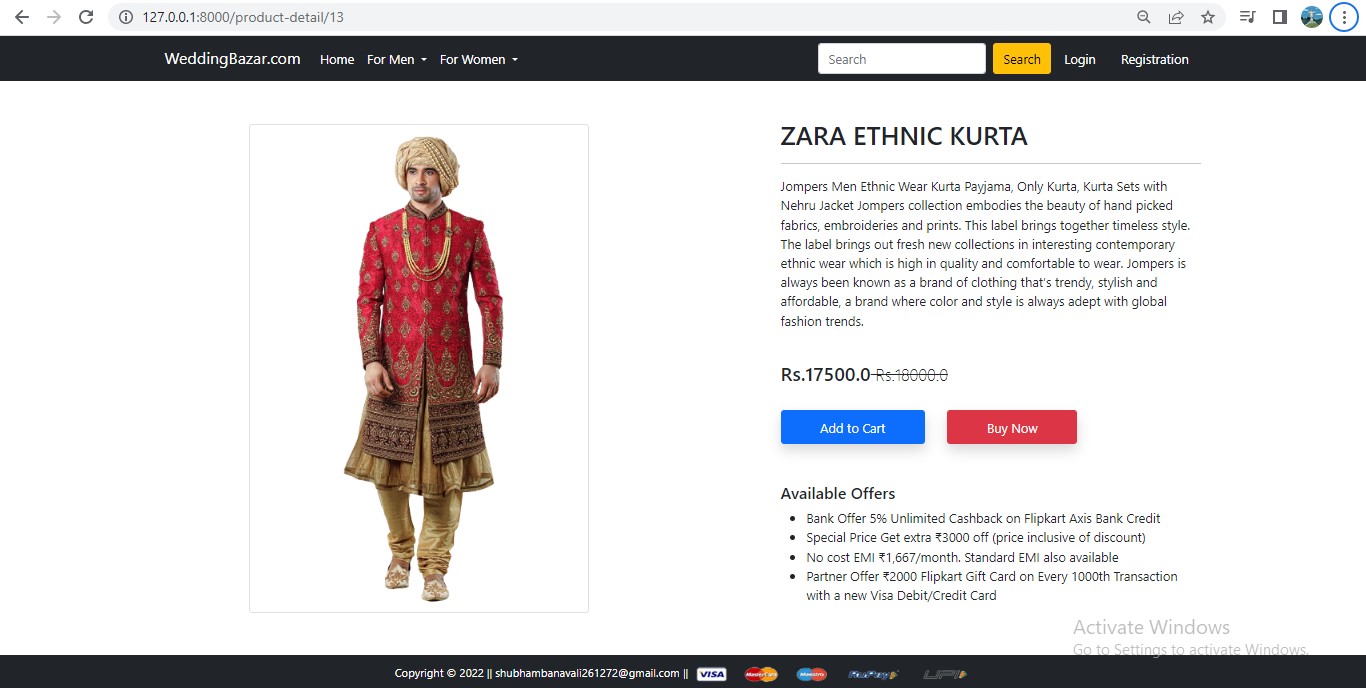 127.0.0.1:8000/product-detail/13
WeddingBazar.com Home For Men For Women Search Search Login Registration
ZARA ETHNIC KURTA
Jompers Men Ethnic Wear Kurta Payjama, Only Kurta, Kurta Sets with
Nehru Jacket Jompers collection embodies the beauty of hand picked
fabrics, embroideries and prints. This label brings together timeless style.
The label brings out fresh new collections in interesting contemporary
ethnic wear which is high in quality and comfortable to wear. Jompers is
always been known as a brand of clothing that's trendy, stylish and
affordable, a brand where color and style is always adept with global
fashion trends.
Rs.17500.0 Rs.18000.0
Add to Cart Buy Now
Available Offers
• Bank Offer 5% Unlimited Cashback on Flipkart Axis Bank Credit
• Special Price Get extra ₹3000 off (price inclusive of discount)
• No cost EMI ₹1,667/month. Standard EMI also available
• Partner Offer ₹2000 Flipkart Gift Card on Every 1000th Transaction
with a new Visa Debit/Credit Card
Activate Windows
Go to Settings to activate Windows.
Copyright © 2022 || shubhambanavali261272@gmail.com || VISA MasterCard Maestro RuPay UPI